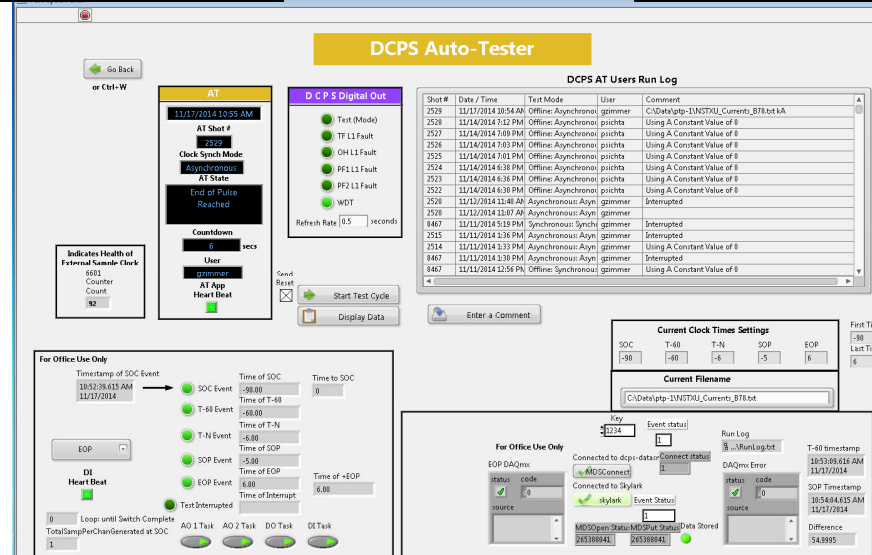 DCPS Auto-Tester
Go Back
or Ctrl+W
AT
11/17/2014 10:55 AM
AT Shot #
2529
Clock Synch Mode
Asynchronous
AT State
End of Pulse
Reached
Countdown
6 secs
User
gzimmer
AT App
Heart Beat
D C P S Digital Out
Test (Mode)
TF L1 Fault
OH L1 Fault
PF1 L1 Fault
PF2 L1 Fault
WDT
Refresh Rate 0.5 seconds
DCPS AT Users Run Log
Shot # Date / Time Test Mode User Comment
2529 11/17/2014 10:54 AM Offline: Asynchronou gzimmer C:\Data\ptp-1\NSTXU_Currents_B78.txt kA
2528 11/14/2014 7:12 PM Offline: Asynchronou psichta Using A Constant Value of 0
2527 11/14/2014 7:09 PM Offline: Asynchronou psichta Using A Constant Value of 0
2526 11/14/2014 7:03 PM Offline: Asynchronou psichta Using A Constant Value of 0
2525 11/14/2014 7:01 PM Offline: Asynchronou psichta Using A Constant Value of 0
2524 11/14/2014 6:38 PM Offline: Asynchronou psichta Using A Constant Value of 0
2523 11/14/2014 6:36 PM Offline: Asynchronou psichta Using A Constant Value of 0
2522 11/14/2014 6:30 PM Offline: Asynchronou psichta Using A Constant Value of 0
2520 11/12/2014 11:40 AM Asynchronous: Asyn gzimmer Interrupted
2520 11/12/2014 11:07 AM Asynchronous: Asyn gzimmer
8467 11/11/2014 5:19 PM Synchronous: Synchr gzimmer Interrupted
2515 11/11/2014 1:36 PM Asynchronous: Asyn gzimmer Interrupted
2514 11/11/2014 1:33 PM Asynchronous: Asyn gzimmer Using A Constant Value of 0
8467 11/11/2014 1:30 PM Asynchronous: Asyn gzimmer Interrupted
8467 11/11/2014 12:56 PM Offline: Synchronous: gzimmer Using A Constant Value of 0
Indicates Health of
External Sample Clock
6601
Counter
Count
92
Send
Reset
Start Test Cycle
Display Data
Enter a Comment
Current Clock Times Settings
SOC T-60 T-N SOP EOP
-90 -60 -6 -5 6
First Ti
-90
Last Ti
6
Current Filename
C:\Data\ptp-1\NSTXU_Currents_B78.txt
For Office Use Only
Timestamp of SOC Event
10:52:39.615 AM
11/17/2014
SOC Event
Time of SOC
-90.00
Time to SOC
0
T-60 Event
Time of T-60
-60.00
T-N Event
Time of T-N
-6.00
SOP Event
Time of SOP
-5.00
EOP Event
Time of EOP
6.00
Time of +EOP
6.00
Test Interrupted
Time of Interrupt
EOP
DI
Heart Beat
0 Loop: until Switch Complete
TotalSampPerChanGenerated at SOC
1
AO 1 Task AO 2 Task DO Task DI Task
For Office Use Only
Key
1234
Event status
1
Connected to dcps-datasr
MDSConnect
Connect status
1
Connected to Skylark
skylark
Event Status
1
MDSOpen Statu MDSPut Status
265388041 265388041
Data Stored
EOP DAQmx
status code
0
source
Run Log
...\RunLog.txt
DAQmx Error
status code
0
source
T-60 timestamp
10:53:09.616 AM
11/17/2014
SOP Timestamp
10:54:04.615 AM
11/17/2014
Difference
54.9995